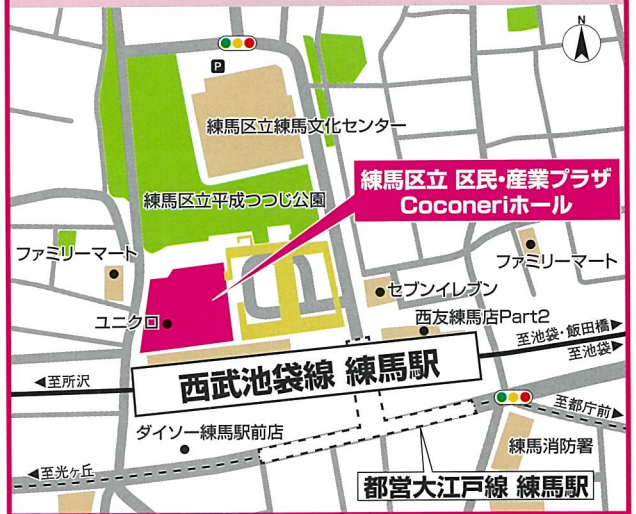 N
P
練馬区立練馬文化センター
練馬区立 区民・産業プラザ
Coconeriホール
練馬区立平成つつじ公園
ファミリーマート
ファミリーマート
セブンイレブン
ユニクロ
西友練馬店Part2
至池袋・飯田橋▶
至池袋▶
◀至所沢
西武池袋線 練馬駅
至都庁前▶
ダイソー練馬駅前店
練馬消防署
◀至光ヶ丘
都営大江戸線 練馬駅